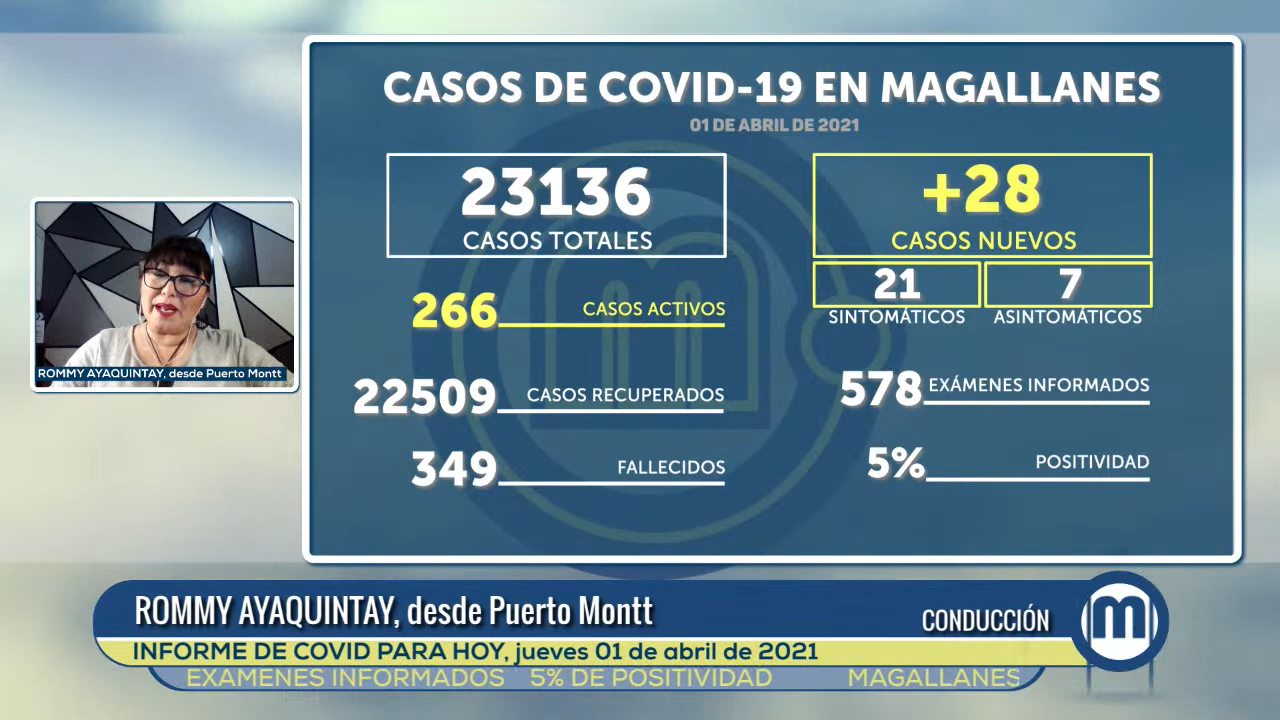 CASOS DE COVID-19 EN MAGALLANES
01 DE ABRIL DE 2021
23136
CASOS TOTALES
+28
CASOS NUEVOS
21
SINTOMÁTICOS
7
ASINTOMÁTICOS
266 CASOS ACTIVOS
22509 CASOS RECUPERADOS
349 FALLECIDOS
578 EXÁMENES INFORMADOS
5% POSITIVIDAD
ROMMY AYAQUINTAY, desde Puerto Montt
ROMMY AYAQUINTAY, desde Puerto Montt
CONDUCCIÓN
m
INFORME DE COVID PARA HOY, jueves 01 de abril de 2021
EXAMENES INFORMADOS 5% DE POSITIVIDAD MAGALLANES